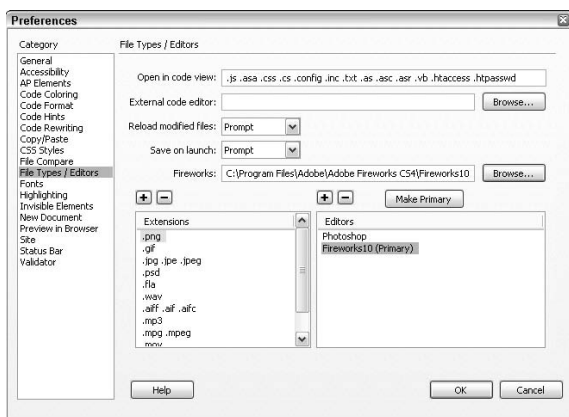 Preferences
Category
General
Accessibility
AP Elements
Code Coloring
Code Format
Code Hints
Code Rewriting
Copy/Paste
CSS Styles
File Compare
File Types / Editors
Fonts
Highlighting
Invisible Elements
New Document
Preview in Browser
Site
Status Bar
Validator
File Types / Editors
Open in code view: .js .asa .css .cs .config .inc .txt .as .asc .asr .vb .htaccess .htpasswd
External code editor: Browse...
Reload modified files: Prompt
Save on launch: Prompt
Fireworks: C:\Program Files\Adobe\Adobe Fireworks CS4\Fireworks10 Browse...
Make Primary
Extensions
.png
.gif
.jpg .jpe .jpeg
.psd
.fla
.wav
.aiff .aif .aifc
.mp3
.mpg .mpeg
.mov
Editors
Photoshop
Fireworks10 (Primary)
Help
OK
Cancel